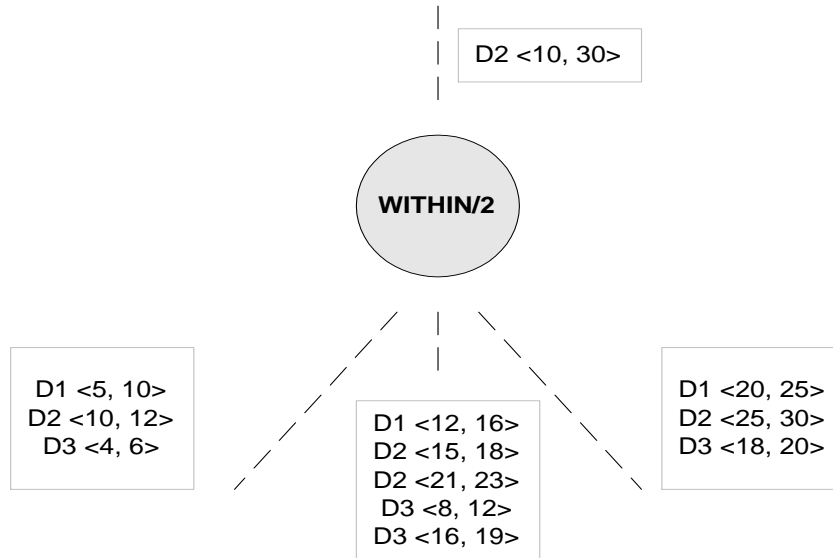 D2 <10, 30>
WITHIN/2
D1 <5, 10>
D2 <10, 12>
D3 <4, 6>
D1 <12, 16>
D2 <15, 18>
D2 <21, 23>
D3 <8, 12>
D3 <16, 19>
D1 <20, 25>
D2 <25, 30>
D3 <18, 20>